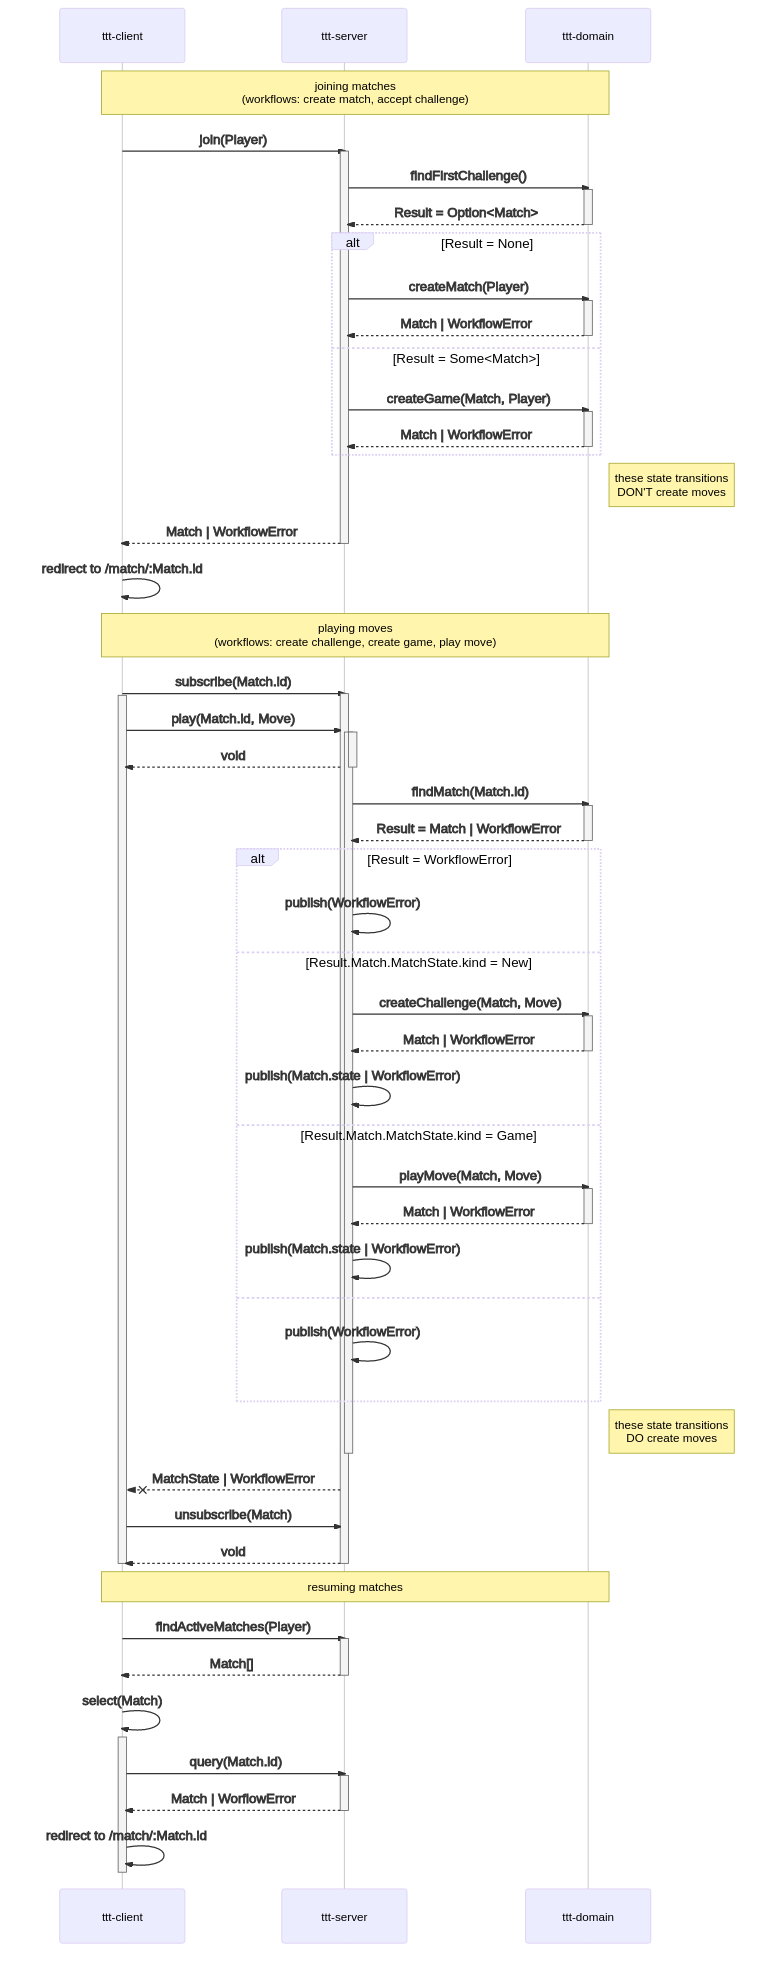 ttt-client
ttt-server
ttt-domain
joining matches
(workflows: create match, accept challenge)
join(Player)
findFirstChallenge()
Result = Option<Match>
alt
[Result = None]
createMatch(Player)
Match | WorkflowError
[Result = Some<Match>]
createGame(Match, Player)
Match | WorkflowError
these state transitions
DON'T create moves
Match | WorkflowError
redirect to /match/:Match.id
playing moves
(workflows: create challenge, create game, play move)
subscribe(Match.id)
play(Match.id, Move)
void
findMatch(Match.id)
Result = Match | WorkflowError
alt
[Result = WorkflowError]
publish(WorkflowError)
[Result.Match.MatchState.kind = New]
createChallenge(Match, Move)
Match | WorkflowError
publish(Match.state | WorkflowError)
[Result.Match.MatchState.kind = Game]
playMove(Match, Move)
Match | WorkflowError
publish(Match.state | WorkflowError)
publish(WorkflowError)
these state transitions
DO create moves
MatchState | WorkflowError
unsubscribe(Match)
void
resuming matches
findActiveMatches(Player)
Match[]
select(Match)
query(Match.id)
Match | WorflowError
redirect to /match/:Match.id
ttt-client
ttt-server
ttt-domain